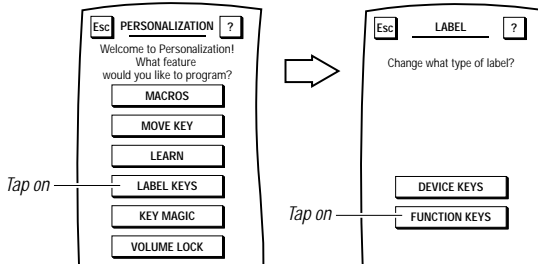 Esc PERSONALIZATION ?
Welcome to Personalization!
What feature
would you like to program?
MACROS
MOVE KEY
LEARN
Tap on LABEL KEYS
KEY MAGIC
VOLUME LOCK
Esc LABEL ?
Change what type of label?
DEVICE KEYS
Tap on FUNCTION KEYS